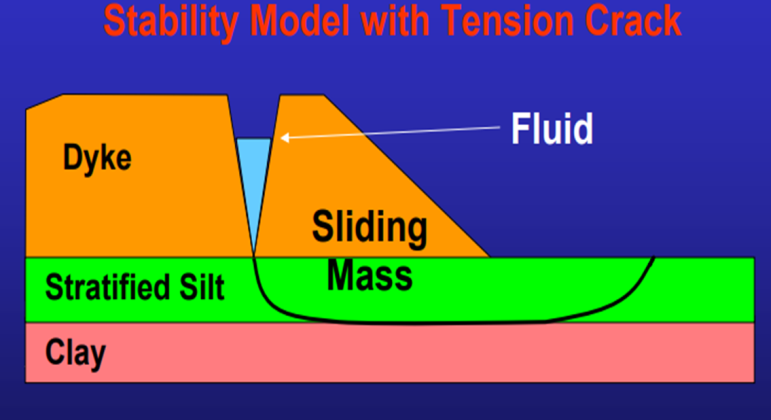 Stability Model with Tension Crack
Fluid
Dyke
Sliding
Mass
Stratified Silt
Clay